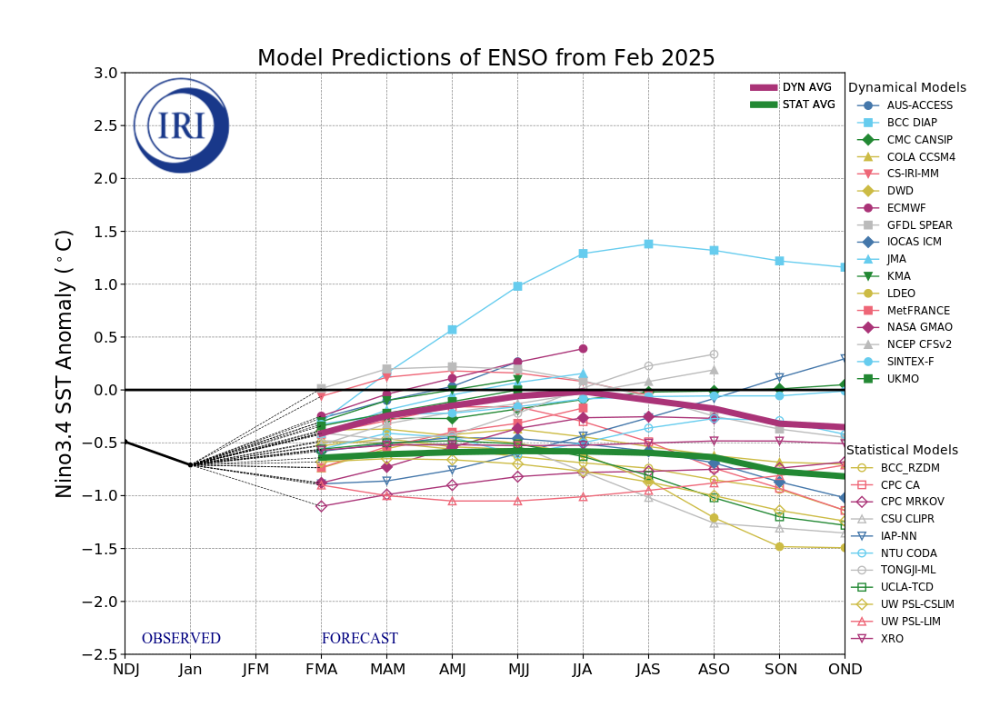 Model Predictions of ENSO from Feb 2025
3.0
2.5
2.0
1.5
1.0
0.5
0.0
−0.5
−1.0
−1.5
−2.0
−2.5
Nino3.4 SST Anomaly (°C)
IRI
DYN AVG
STAT AVG
OBSERVED
FORECAST
NDJ
Jan
JFM
FMA
MAM
AMJ
MJJ
JJA
JAS
ASO
SON
OND
Dynamical Models
AUS-ACCESS
BCC DIAP
CMC CANSIP
COLA CCSM4
CS-IRI-MM
DWD
ECMWF
GFDL SPEAR
IOCAS ICM
JMA
KMA
LDEO
MetFRANCE
NASA GMAO
NCEP CFSv2
SINTEX-F
UKMO
Statistical Models
BCC_RZDM
CPC CA
CPC MRKOV
CSU CLIPR
IAP-NN
NTU CODA
TONGJI-ML
UCLA-TCD
UW PSL-CSLIM
UW PSL-LIM
XRO